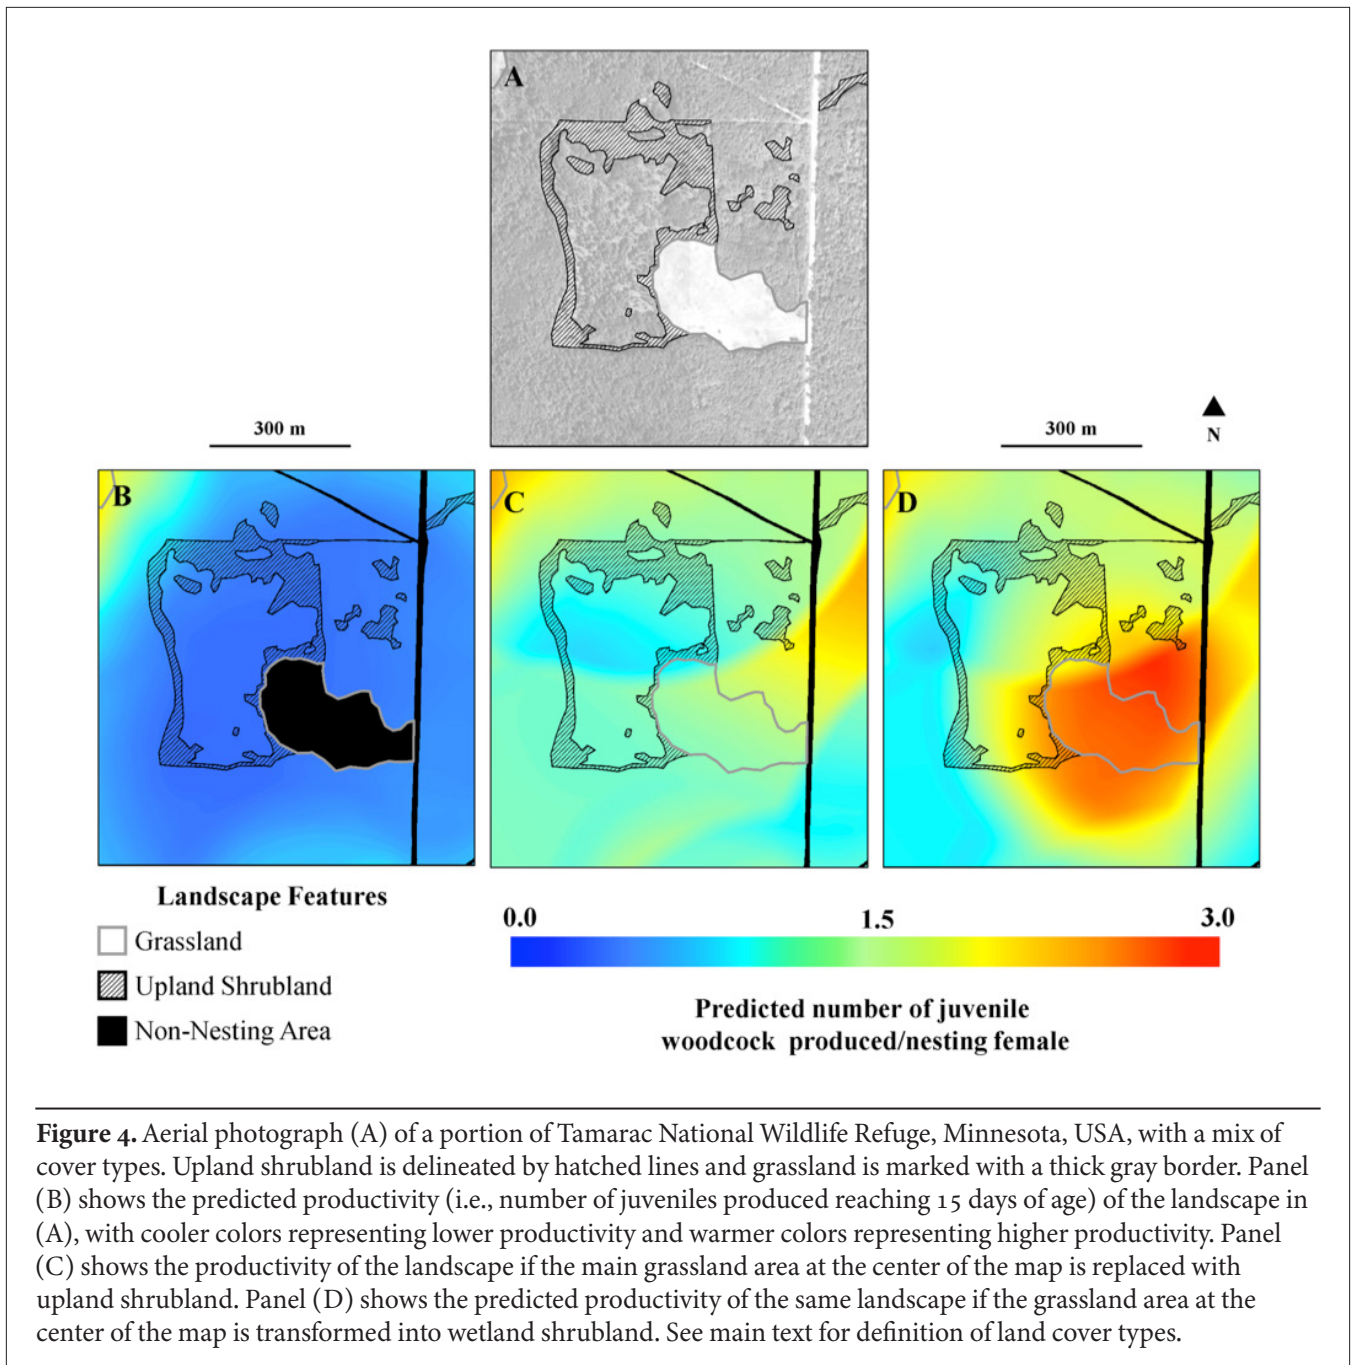 A
300 m
300 m
N
B
C
D
Landscape Features
Grassland
Upland Shrubland
Non-Nesting Area
0.0 1.5 3.0
Predicted number of juvenile
woodcock produced/nesting female
Figure 4. Aerial photograph (A) of a portion of Tamarac National Wildlife Refuge, Minnesota, USA, with a mix of
cover types. Upland shrubland is delineated by hatched lines and grassland is marked with a thick gray border. Panel
(B) shows the predicted productivity (i.e., number of juveniles produced reaching 15 days of age) of the landscape in
(A), with cooler colors representing lower productivity and warmer colors representing higher productivity. Panel
(C) shows the productivity of the landscape if the main grassland area at the center of the map is replaced with
upland shrubland. Panel (D) shows the predicted productivity of the same landscape if the grassland area at the
center of the map is transformed into wetland shrubland. See main text for definition of land cover types.